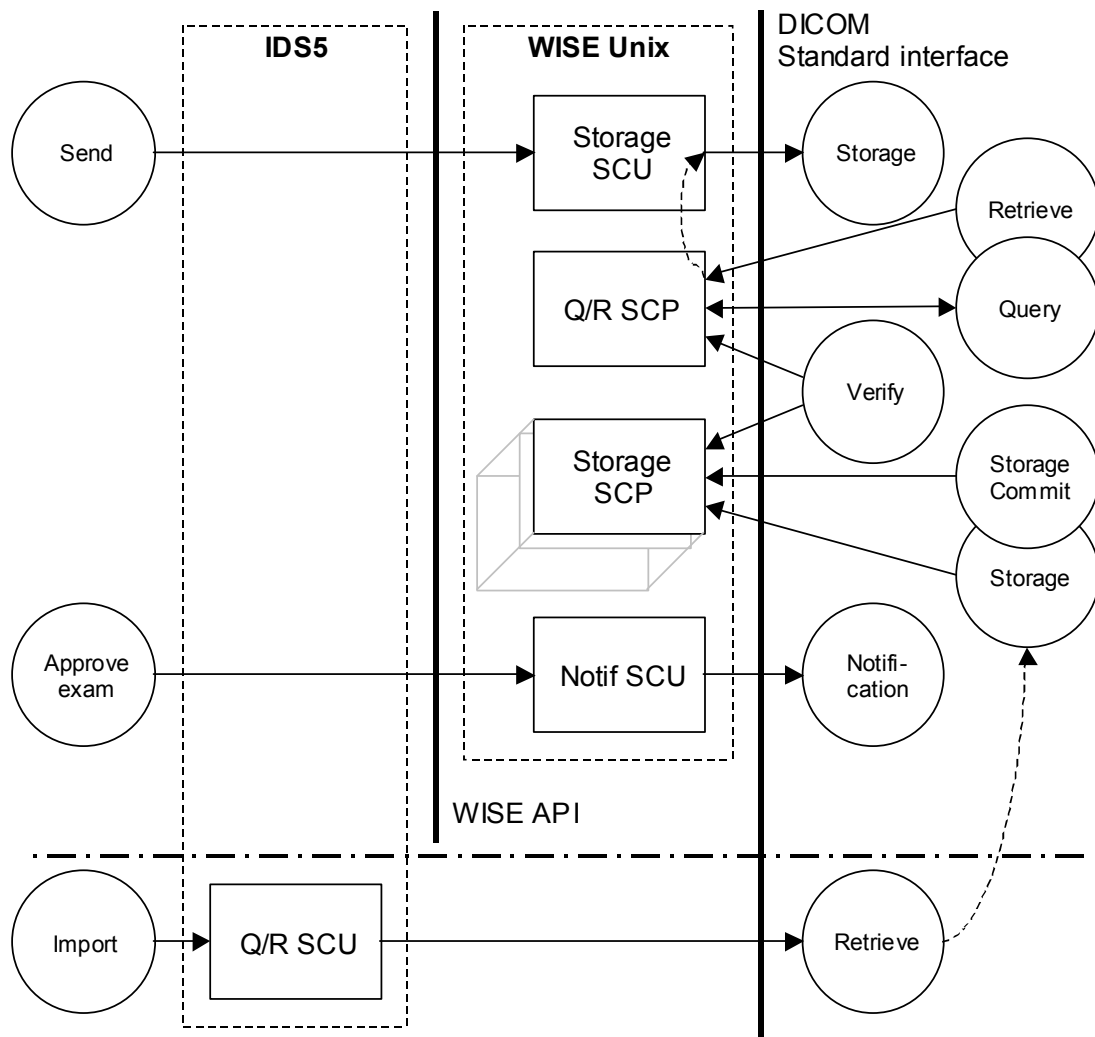 IDS5
WISE Unix
DICOM
Standard interface
Send
Storage
SCU
Storage
Retrieve
Q/R SCP
Query
Verify
Storage
SCP
Storage
Commit
Storage
Approve
exam
Notif SCU
Notifi-
cation
WISE API
Import
Q/R SCU
Retrieve